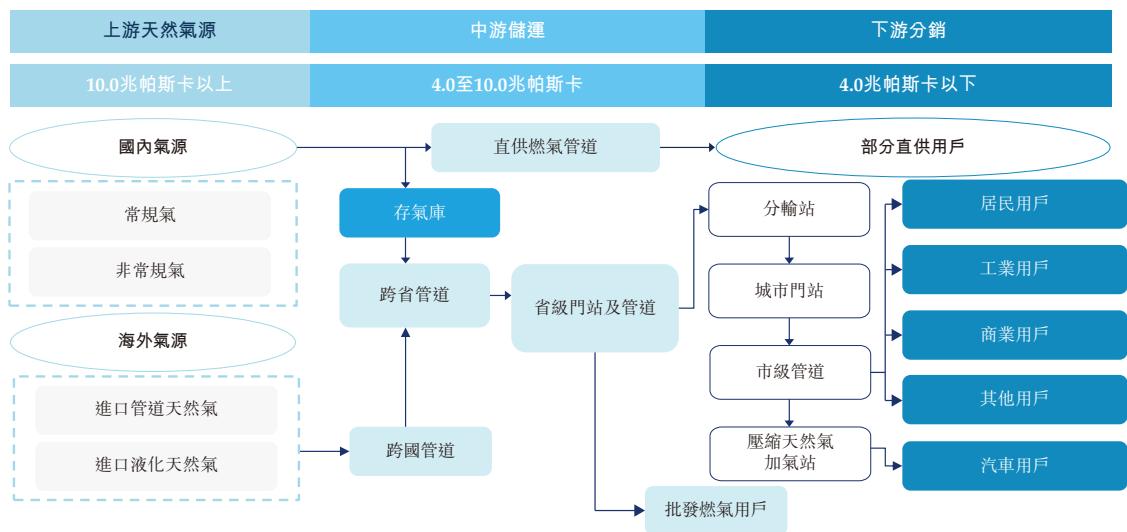 上游天然氣源
中游儲運
下游分銷
10.0兆帕斯卡以上
4.0至10.0兆帕斯卡
4.0兆帕斯卡以下
國內氣源
直供燃氣管道
部分直供用戶
常規氣
非常規氣
存氣庫
分輸站
居民用戶
跨省管道
省級門站及管道
城市門站
工業用戶
海外氣源
市級管道
商業用戶
其他用戶
進口管道天然氣
進口液化天然氣
跨國管道
壓縮天然氣
加氣站
汽車用戶
批發燃氣用戶